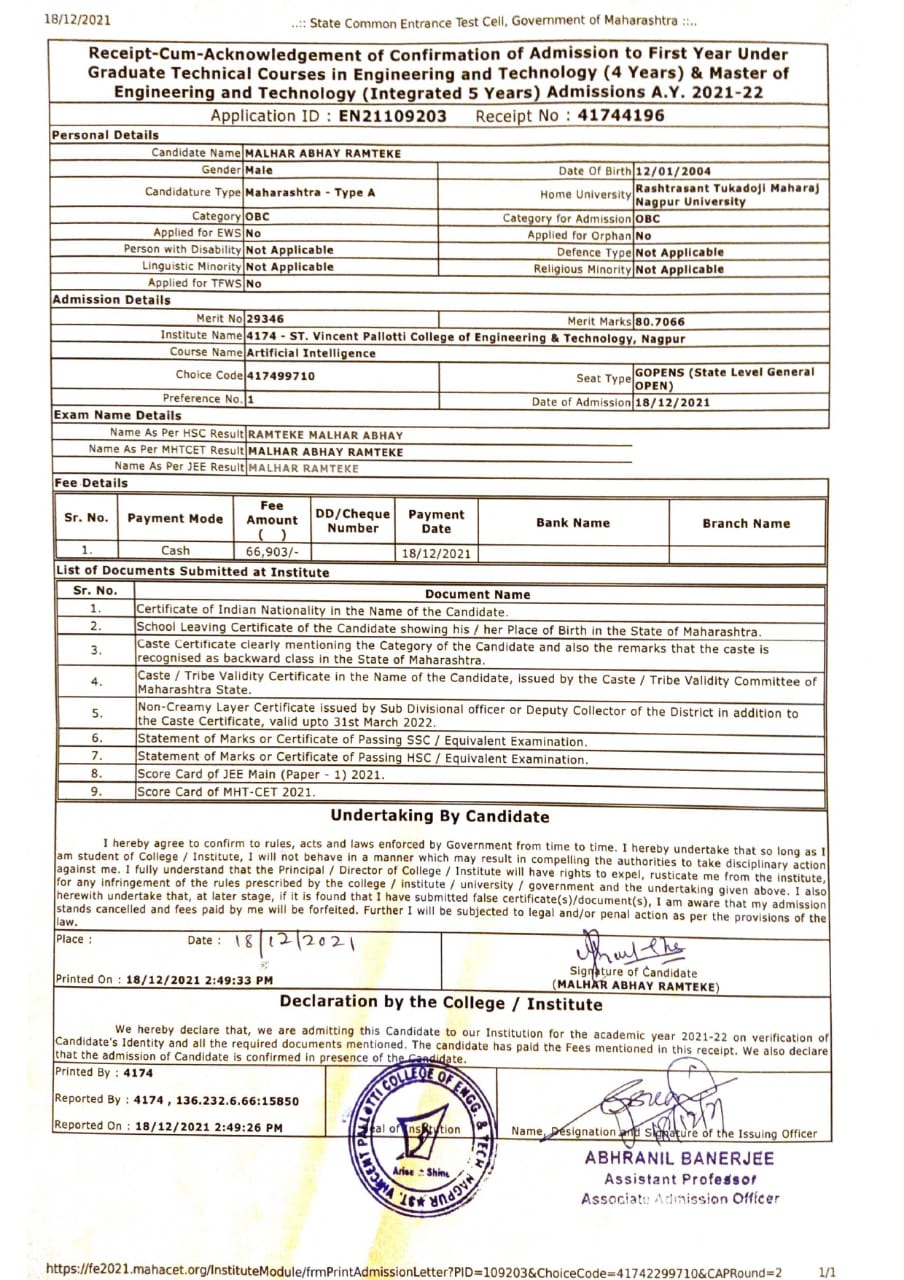 18/12/2021
..:: State Common Entrance Test Cell, Government of Maharashtra ::..
Receipt-Cum-Acknowledgement of Confirmation of Admission to First Year Under
Graduate Technical Courses in Engineering and Technology (4 Years) & Master of
Engineering and Technology (Integrated 5 Years) Admissions A.Y. 2021-22
Application ID : EN21109203 Receipt No : 41744196
Personal Details
Candidate Name MALHAR ABHAY RAMTEKE
Gender Male Date Of Birth 12/01/2004
Candidature Type Maharashtra - Type A Home University Rashtrasant Tukadoji Maharaj
Nagpur University
Category OBC Category for Admission OBC
Applied for EWS No Applied for Orphan No
Person with Disability Not Applicable Defence Type Not Applicable
Linguistic Minority Not Applicable Religious Minority Not Applicable
Applied for TFWS No
Admission Details
Merit No 29346 Merit Marks 80.7066
Institute Name 4174 - ST. Vincent Pallotti College of Engineering & Technology, Nagpur
Course Name Artificial Intelligence
Choice Code 417499710 Seat Type GOPENS (State Level General
OPEN)
Preference No. 1 Date of Admission 18/12/2021
Exam Name Details
Name As Per HSC Result RAMTEKE MALHAR ABHAY
Name As Per MHTCET Result MALHAR ABHAY RAMTEKE
Name As Per JEE Result MALHAR RAMTEKE
Fee Details
Sr. No. Payment Mode Fee Amount ( ) DD/Cheque Number Payment Date Bank Name Branch Name
1. Cash 66,903/- 18/12/2021
List of Documents Submitted at Institute
Sr. No. Document Name
1. Certificate of Indian Nationality in the Name of the Candidate.
2. School Leaving Certificate of the Candidate showing his / her Place of Birth in the State of Maharashtra.
3. Caste Certificate clearly mentioning the Category of the Candidate and also the remarks that the caste is
recognised as backward class in the State of Maharashtra.
4. Caste / Tribe Validity Certificate in the Name of the Candidate, issued by the Caste / Tribe Validity Committee of
Maharashtra State.
5. Non-Creamy Layer Certificate issued by Sub Divisional officer or Deputy Collector of the District in addition to
the Caste Certificate, valid upto 31st March 2022.
6. Statement of Marks or Certificate of Passing SSC / Equivalent Examination.
7. Statement of Marks or Certificate of Passing HSC / Equivalent Examination.
8. Score Card of JEE Main (Paper - 1) 2021.
9. Score Card of MHT-CET 2021.
Undertaking By Candidate
I hereby agree to confirm to rules, acts and laws enforced by Government from time to time. I hereby undertake that so long as I
am student of College / Institute, I will not behave in a manner which may result in compelling the authorities to take disciplinary action
against me. I fully understand that the Principal / Director of College / Institute will have rights to expel, rusticate me from the institute,
for any infringement of the rules prescribed by the college / institute / university / government and the undertaking given above. I also
herewith undertake that, at later stage, if it is found that I have submitted false certificate(s)/document(s), I am aware that my admission
stands cancelled and fees paid by me will be forfeited. Further I will be subjected to legal and/or penal action as per the provisions of the
law.
Place : Date : 18/12/2021
Signature of Candidate
Printed On : 18/12/2021 2:49:33 PM (MALHAR ABHAY RAMTEKE)
Declaration by the College / Institute
We hereby declare that, we are admitting this Candidate to our Institution for the academic year 2021-22 on verification of
Candidate's Identity and all the required documents mentioned. The candidate has paid the Fees mentioned in this receipt. We also declare
that the admission of Candidate is confirmed in presence of the Candidate.
Printed By : 4174
Reported By : 4174 , 136.232.6.66:15850
Reported On : 18/12/2021 2:49:26 PM Seal of Institution Name, Designation and Signature of the Issuing Officer
ST. VINCENT PALLOTTI COLLEGE OF ENGG. & TECH. NAGPUR
Arise Shine
18/12/21
ABHRANIL BANERJEE
Assistant Professor
Associate Admission Officer
https://fe2021.mahacet.org/InstituteModule/frmPrintAdmissionLetter?PID=109203&ChoiceCode=41742299710&CAPRound=2 1/1